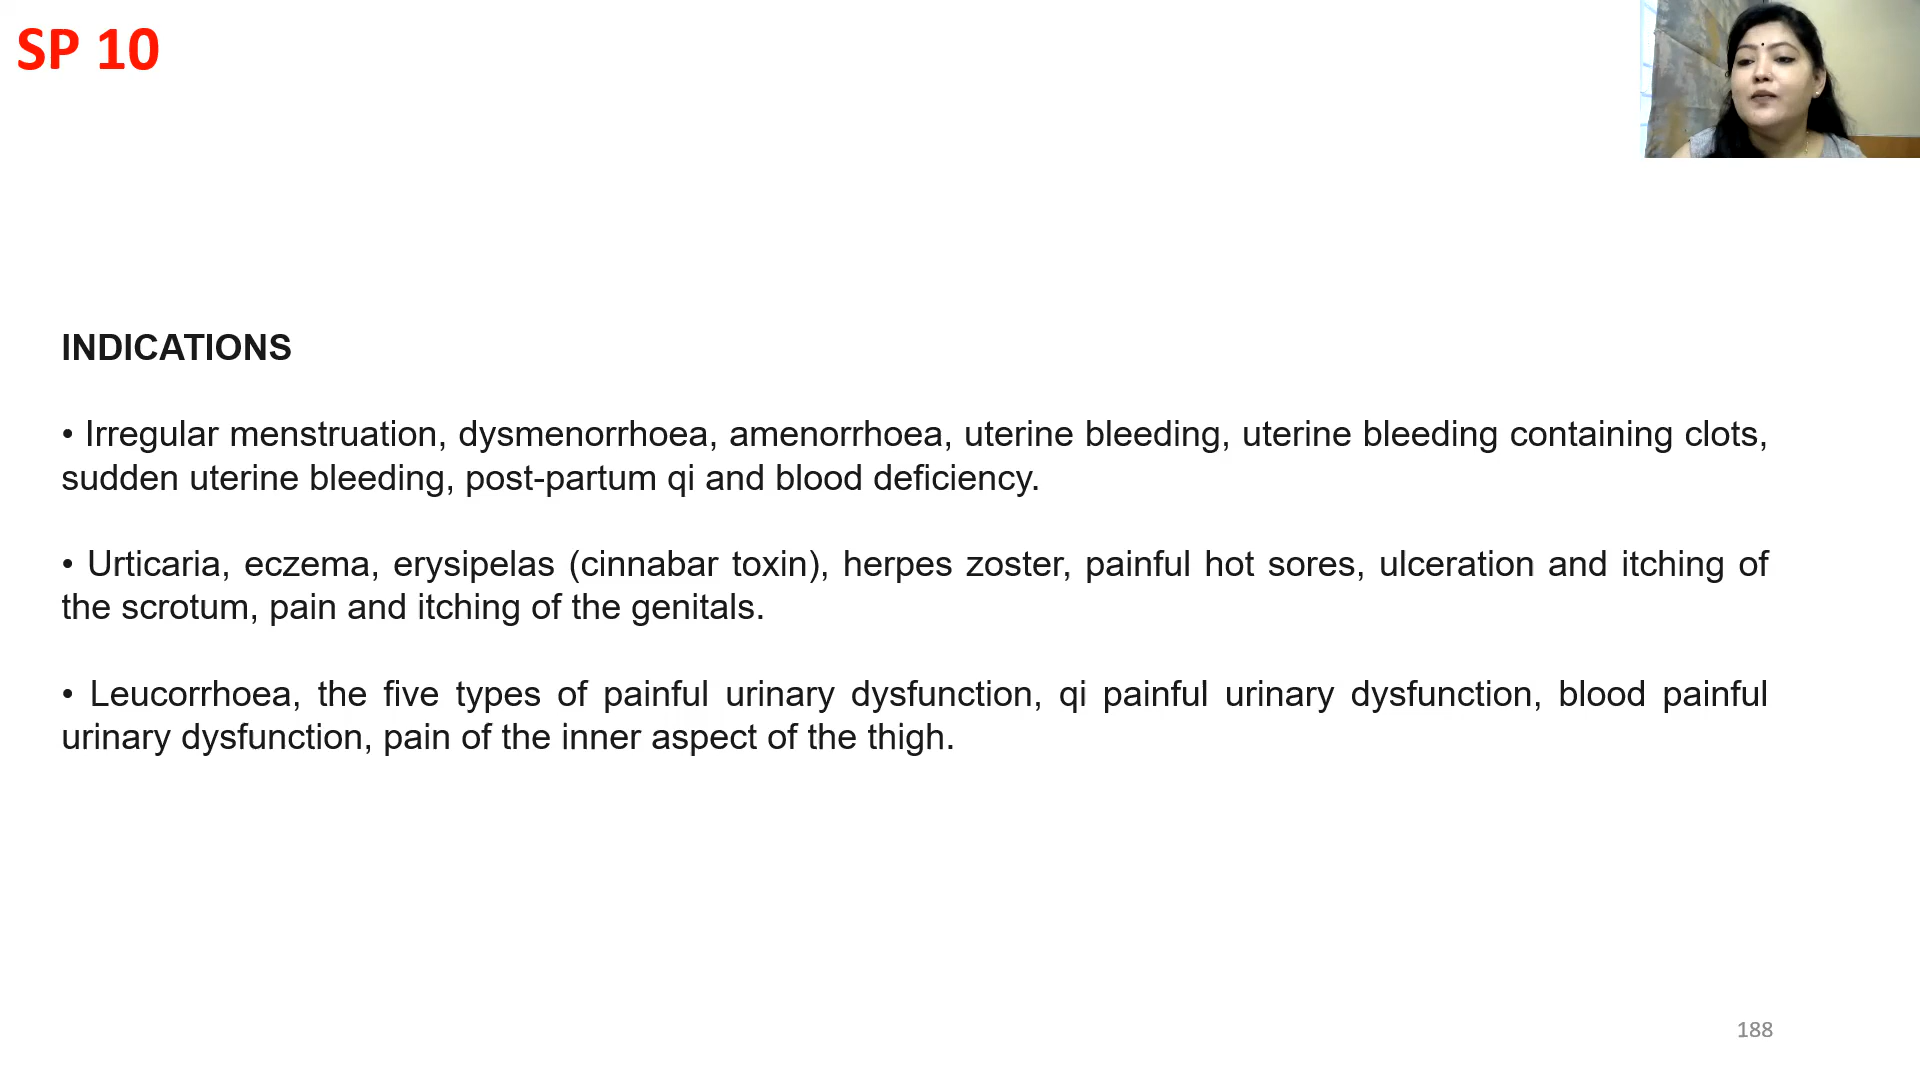 SP 10
INDICATIONS
• Irregular menstruation, dysmenorrhoea, amenorrhoea, uterine bleeding, uterine bleeding containing clots,
sudden uterine bleeding, post-partum qi and blood deficiency.
• Urticaria, eczema, erysipelas (cinnabar toxin), herpes zoster, painful hot sores, ulceration and itching of
the scrotum, pain and itching of the genitals.
• Leucorrhoea, the five types of painful urinary dysfunction, qi painful urinary dysfunction, blood painful
urinary dysfunction, pain of the inner aspect of the thigh.
188